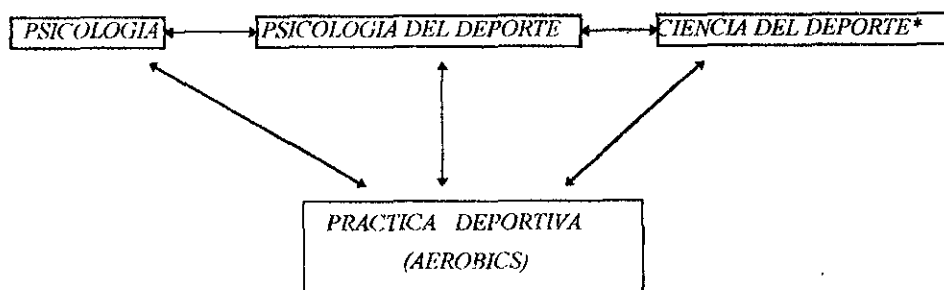 PSICOLOGIA PSICOLOGIA DEL DEPORTE CIENCIA DEL DEPORTE*
PRACTICA DEPORTIVA
(AEROBICS)